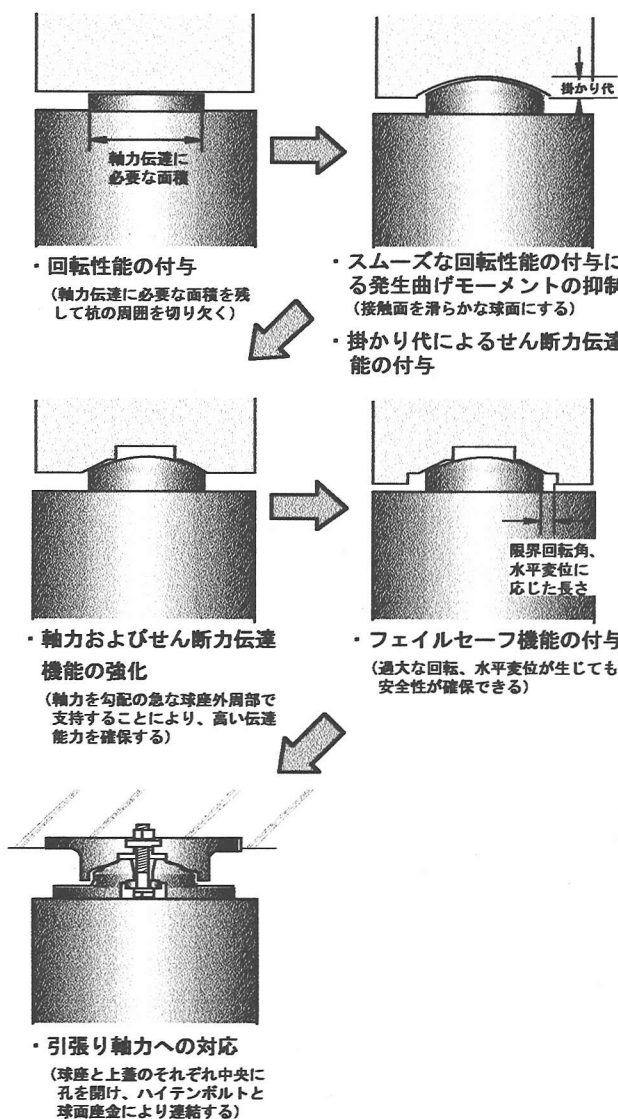 軸力伝達に
必要な面積
・回転性能の付与
(軸力伝達に必要な面積を残
して杭の周囲を切り欠く)
掛かり代
・スムーズな回転性能の付与に
る発生曲げモーメントの抑制
(接触面を滑らかな球面にする)
・掛かり代によるせん断力伝達
能の付与
・軸力およびせん断力伝達
機能の強化
(軸力を勾配の急な球座外周部で
支持することにより、高い伝達
能力を確保する)
限界回転角、
水平変位に
応じた長さ
・フェイルセーフ機能の付与
(過大な回転、水平変位が生じても
安全性が確保できる)
・引張り軸力への対応
(球座と上蓋のそれぞれ中央に
孔を開け、ハイテンボルトと
球面座金により連結する)